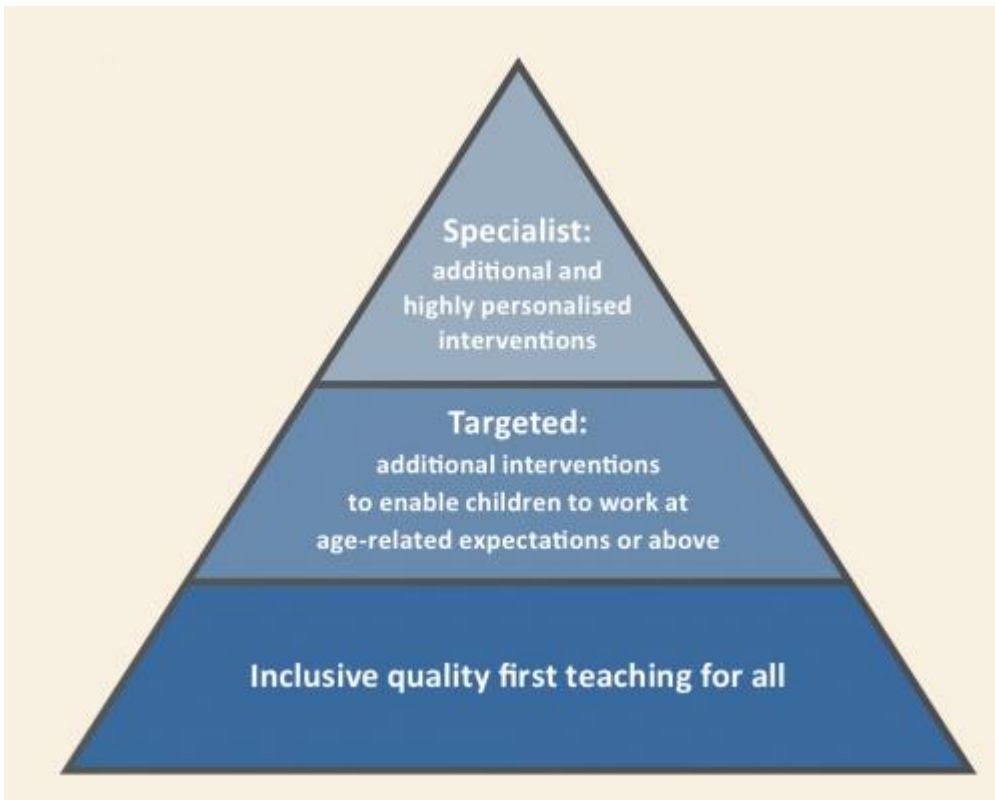 Specialist:
additional and
highly personalised
interventions
Targeted:
additional interventions
to enable children to work at
age-related expectations or above
Inclusive quality first teaching for all